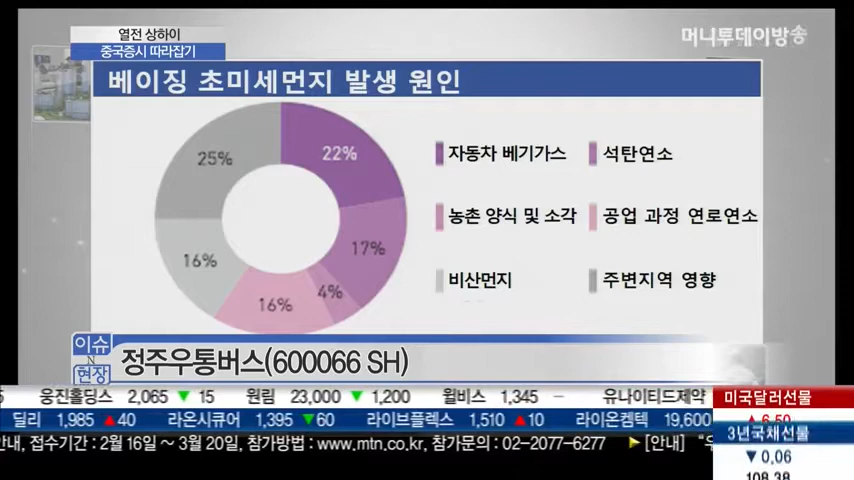 열전 상하이
중국증시 따라잡기
머니투데이방송
베이징 초미세먼지 발생 원인
25%
22%
17%
4%
16%
16%
자동차 베기가스
석탄연소
농촌 양식 및 소각
공업 과정 연로연소
비산먼지
주변지역 영향
이슈
N
현장
정주우통버스(600066 SH)
5 웅진홀딩스 2,065 ▼ 15 원림 23,000 ▼ 1,200 윌비스 1,345 − 유나이티드제약
미국달러선물
▲ 6.50
딜리 1,985 ▲40 라온시큐어 1,395 ▼60 라이브플렉스 1,510 ▲10 라이온켐텍 19,600
3년국채선물
▼ 0,06
108.38
안내, 접수기간 : 2월 16일 ~ 3월 20일, 참가방법 : www.mtn.co.kr, 참가문의 : 02-2077-6277 ▶ [안내]